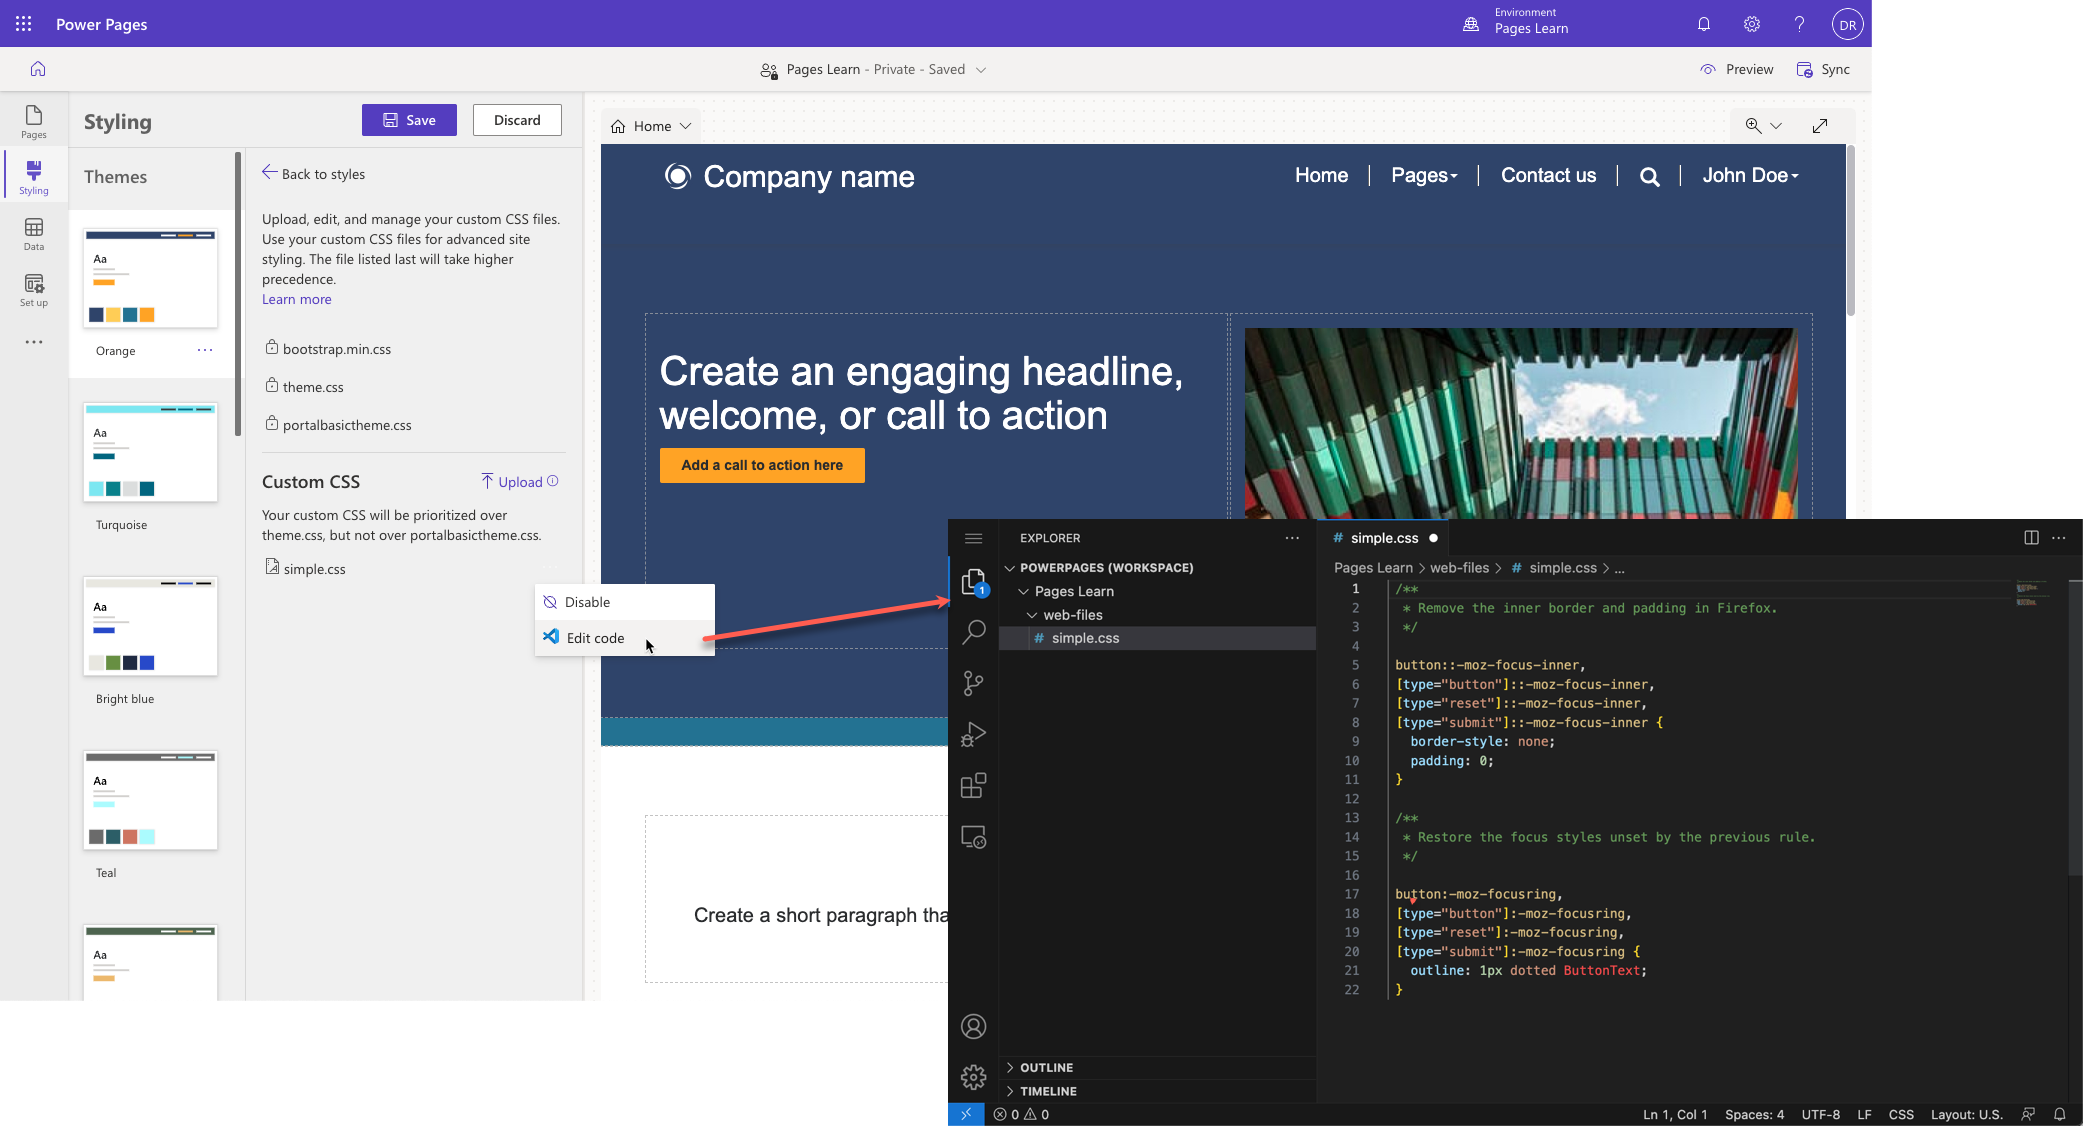 Power Pages
Environment
Pages Learn
DR
Pages Learn - Private - Saved
Preview
Sync
Pages
Styling
Data
Set up
Styling
Save
Discard
Themes
Aa
Orange
Aa
Turquoise
Aa
Bright blue
Aa
Teal
Aa
Back to styles
Upload, edit, and manage your custom CSS files.
Use your custom CSS files for advanced site
styling. The file listed last will take higher
precedence.
Learn more
bootstrap.min.css
theme.css
portalbasictheme.css
Custom CSS
Upload
Your custom CSS will be prioritized over
theme.css, but not over portalbasictheme.css.
simple.css
Disable
Edit code
Home
Company name
Home
Pages
Contact us
John Doe
Create an engaging headline,
welcome, or call to action
Add a call to action here
Create a short paragraph tha
EXPLORER
POWERPAGES (WORKSPACE)
Pages Learn
web-files
# simple.css
1
OUTLINE
TIMELINE
# simple.css
Pages Learn > web-files > # simple.css > ...
1 /**
2 * Remove the inner border and padding in Firefox.
3 */
4
5 button::-moz-focus-inner,
6 [type="button"]::-moz-focus-inner,
7 [type="reset"]::-moz-focus-inner,
8 [type="submit"]::-moz-focus-inner {
9 border-style: none;
10 padding: 0;
11 }
12
13 /**
14 * Restore the focus styles unset by the previous rule.
15 */
16
17 button:-moz-focusring,
18 [type="button"]:-moz-focusring,
19 [type="reset"]:-moz-focusring,
20 [type="submit"]:-moz-focusring {
21 outline: 1px dotted ButtonText;
22 }
0 0
Ln 1, Col 1
Spaces: 4
UTF-8
LF
CSS
Layout: U.S.